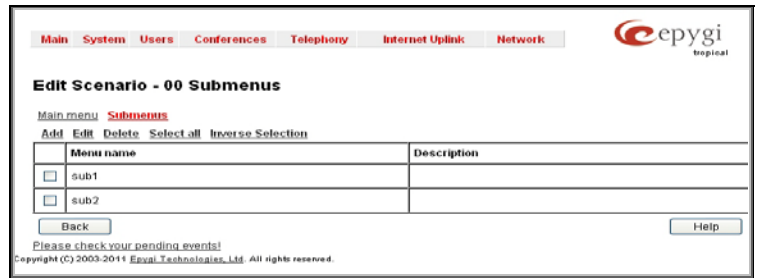 Main System Users Conferences Telephony Internet Uplink Network
epygi
tropical
Edit Scenario - 00 Submenus
Main menu Submenus
Add Edit Delete Select all Inverse Selection
Menu name Description
sub1
sub2
Back Help
Please check your pending events!
Copyright (C) 2003-2011 Epygi Technologies, Ltd. All rights reserved.